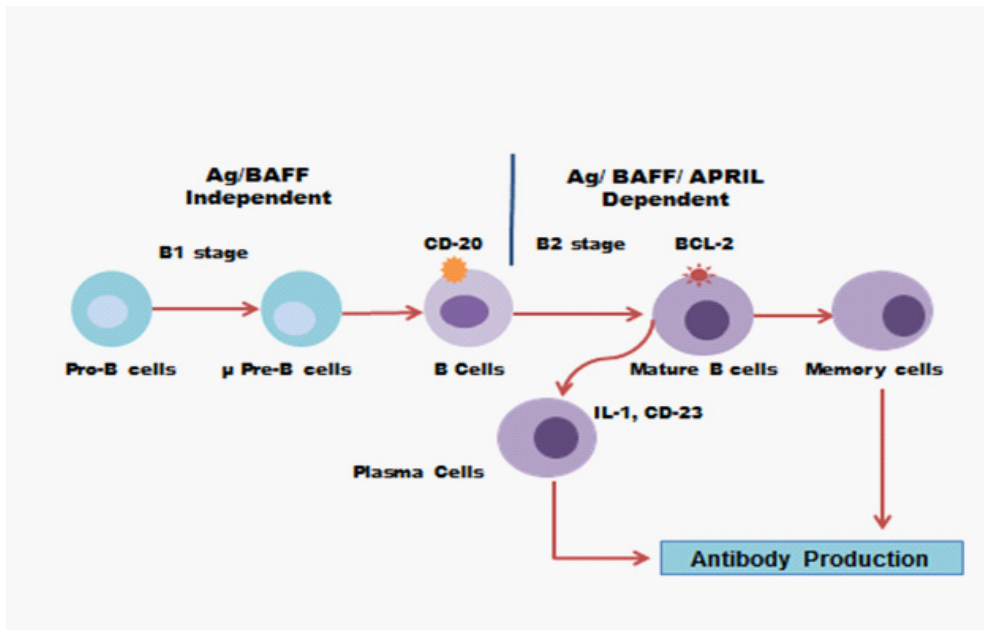 Ag/BAFF
Independent
Ag/ BAFF/ APRIL
Dependent
B1 stage
CD-20
B2 stage
BCL-2
Pro-B cells
µ Pre-B cells
B Cells
Mature B cells
Memory cells
IL-1, CD-23
Plasma Cells
Antibody Production